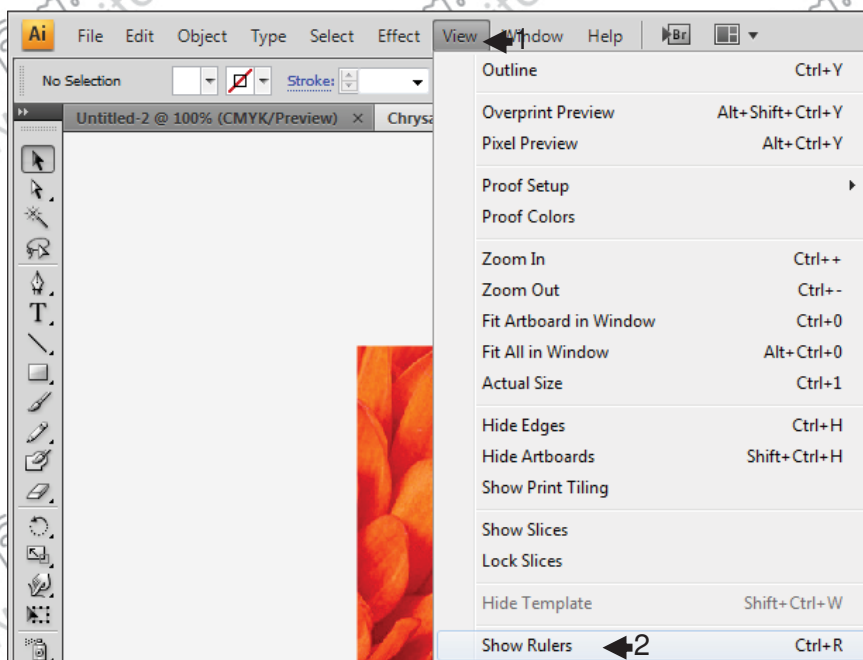 Ai File Edit Object Type Select Effect View 1 Window Help Br
No Selection Stroke:
Untitled-2 @ 100% (CMYK/Preview) × Chrysa
Outline Ctrl+Y
Overprint Preview Alt+Shift+Ctrl+Y
Pixel Preview Alt+Ctrl+Y
Proof Setup
Proof Colors
Zoom In Ctrl++
Zoom Out Ctrl+-
Fit Artboard in Window Ctrl+0
Fit All in Window Alt+Ctrl+0
Actual Size Ctrl+1
Hide Edges Ctrl+H
Hide Artboards Shift+Ctrl+H
Show Print Tiling
Show Slices
Lock Slices
Hide Template Shift+Ctrl+W
Show Rulers 2 Ctrl+R
T